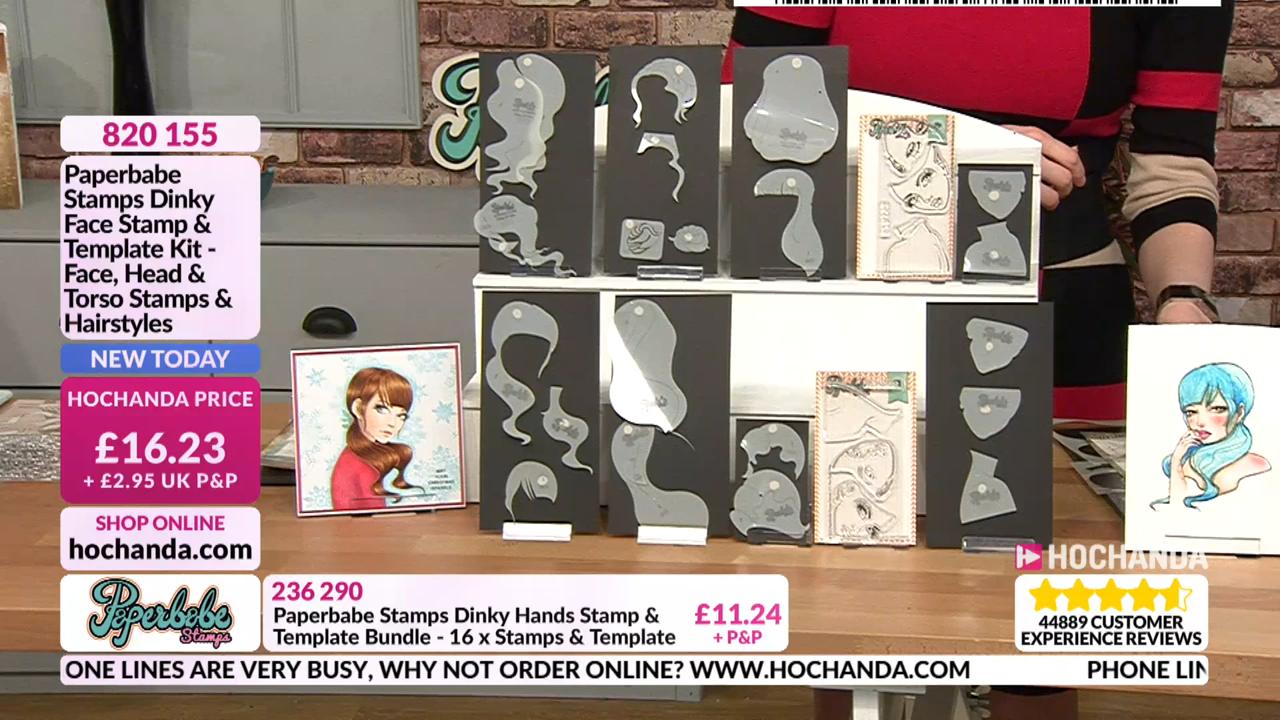 820 155
Paperbabe
Stamps Dinky
Face Stamp &
Template Kit -
Face, Head &
Torso Stamps &
Hairstyles
NEW TODAY
HOCHANDA PRICE
£16.23
+ £2.95 UK P&P
SHOP ONLINE
hochanda.com
Paperbabe
Stamps
236 290
Paperbabe Stamps Dinky Hands Stamp &
Template Bundle - 16 x Stamps & Template
£11.24
+ P&P
HOCHANDA
44889 CUSTOMER
EXPERIENCE REVIEWS
ONE LINES ARE VERY BUSY, WHY NOT ORDER ONLINE? WWW.HOCHANDA.COM PHONE LIN